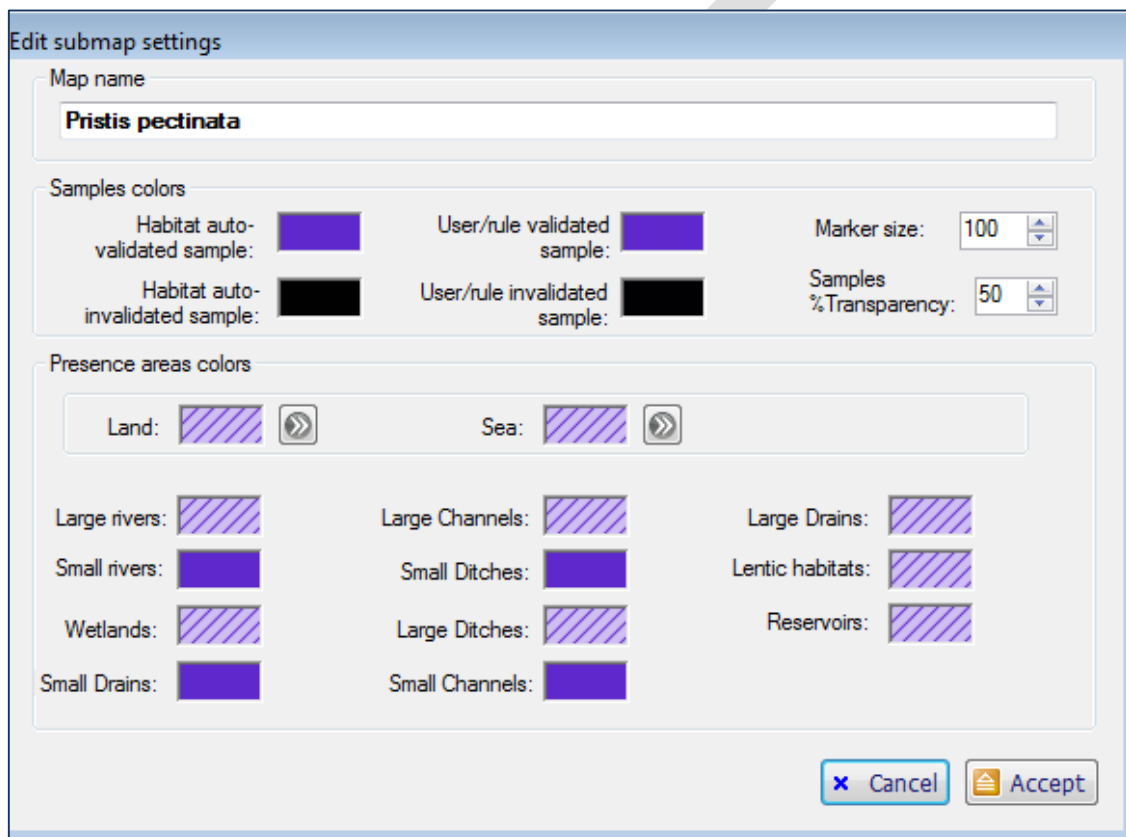 Edit submap settings
Map name
Pristis pectinata
Samples colors
Habitat auto-
validated sample:
User/rule validated
sample:
Marker size:
100
Habitat auto-
invalidated sample:
User/rule invalidated
sample:
Samples
%Transparency:
50
Presence areas colors
Land:
Sea:
Large rivers:
Large Channels:
Large Drains:
Small rivers:
Small Ditches:
Lentic habitats:
Wetlands:
Large Ditches:
Reservoirs:
Small Drains:
Small Channels:
Cancel
Accept